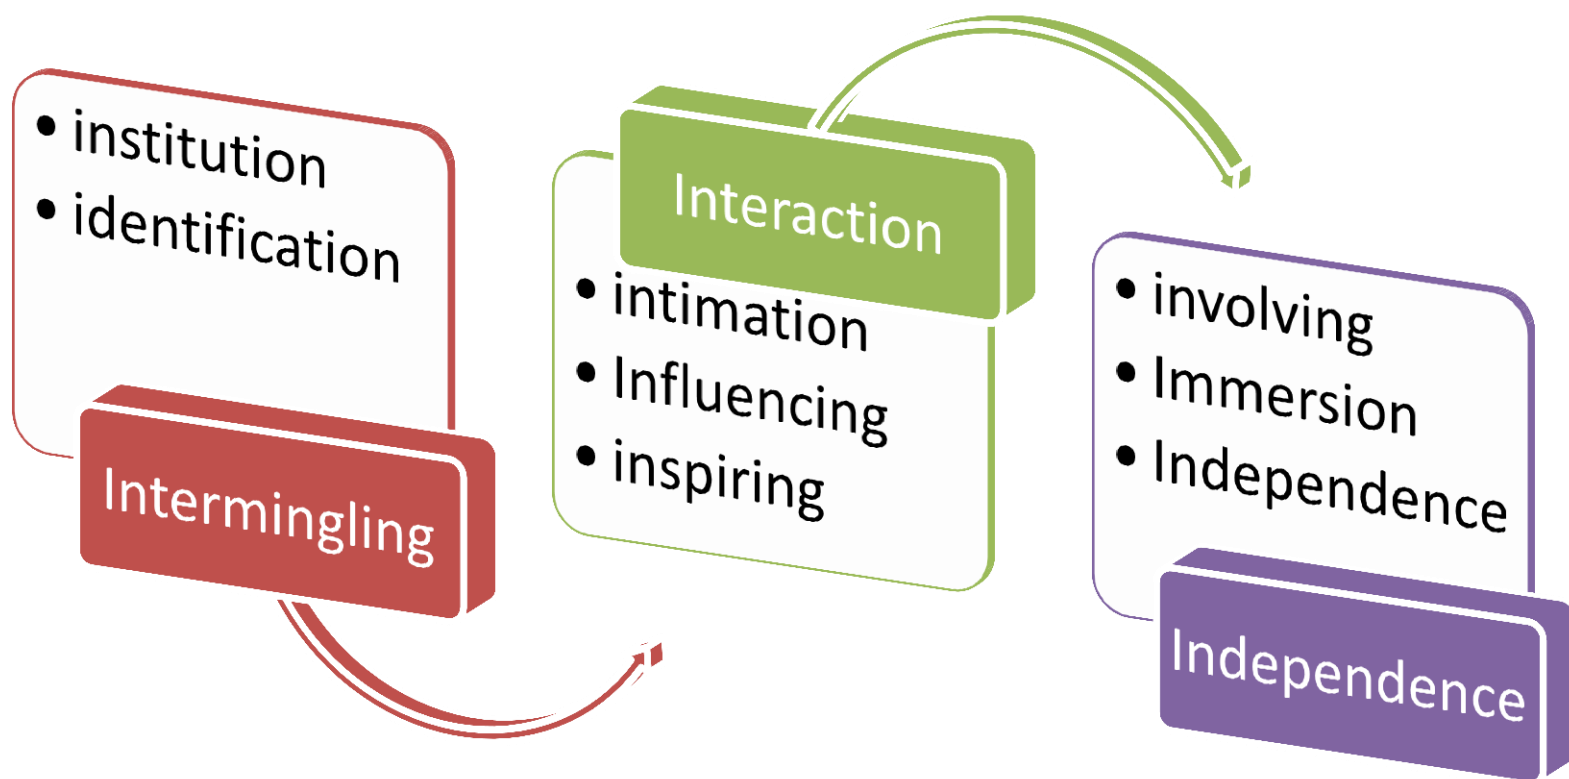 • institution
• identification
Intermingling
Interaction
• intimation
• Influencing
• inspiring
• involving
• Immersion
• Independence
Independence